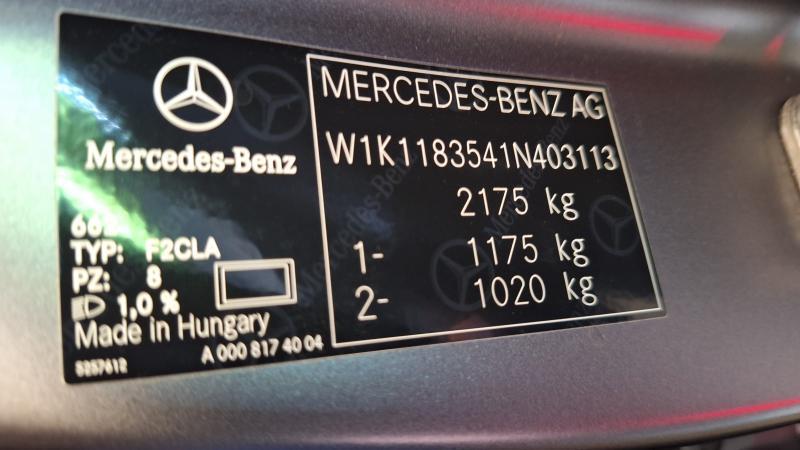 Mercedes-Benz
MERCEDES-BENZ AG
W1K1183541N403113
2175 kg
1- 1175 kg
2- 1020 kg
TYP: F2CLA
PZ: 8
1,0 %
Made in Hungary
A 000 817 40 04